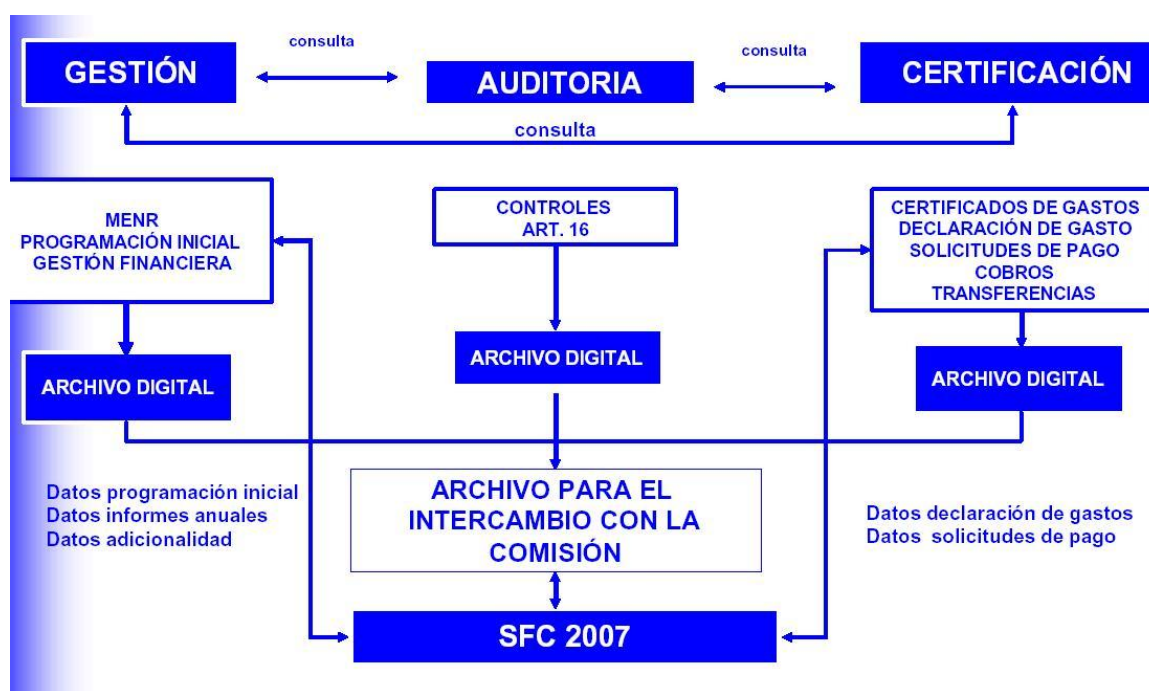 consulta
consulta
GESTIÓN
AUDITORIA
CERTIFICACIÓN
consulta
MENR
PROGRAMACIÓN INICIAL
GESTIÓN FINANCIERA
CONTROLES
ART. 16
CERTIFICADOS DE GASTOS
DECLARACIÓN DE GASTO
SOLICITUDES DE PAGO
COBROS
TRANSFERENCIAS
ARCHIVO DIGITAL
ARCHIVO DIGITAL
ARCHIVO DIGITAL
Datos programación inicial
Datos informes anuales
Datos adicionalidad
ARCHIVO PARA EL
INTERCAMBIO CON LA
COMISIÓN
Datos declaración de gastos
Datos solicitudes de pago
SFC 2007